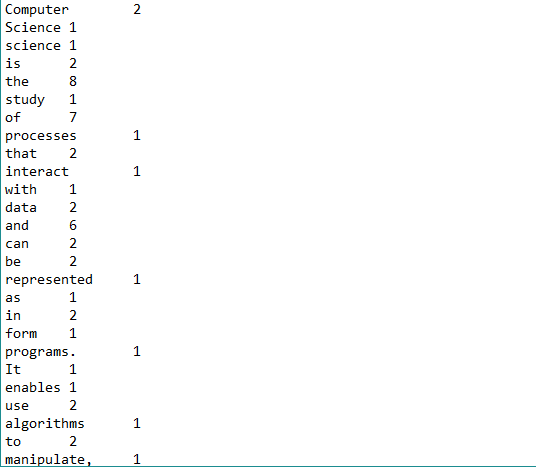 Computer 2
Science 1
science 1
is 2
the 8
study 1
of 7
processes 1
that 2
interact 1
with 1
data 2
and 6
can 2
be 2
represented 1
as 1
in 2
form 1
programs. 1
It 1
enables 1
use 2
algorithms 1
to 2
manipulate, 1